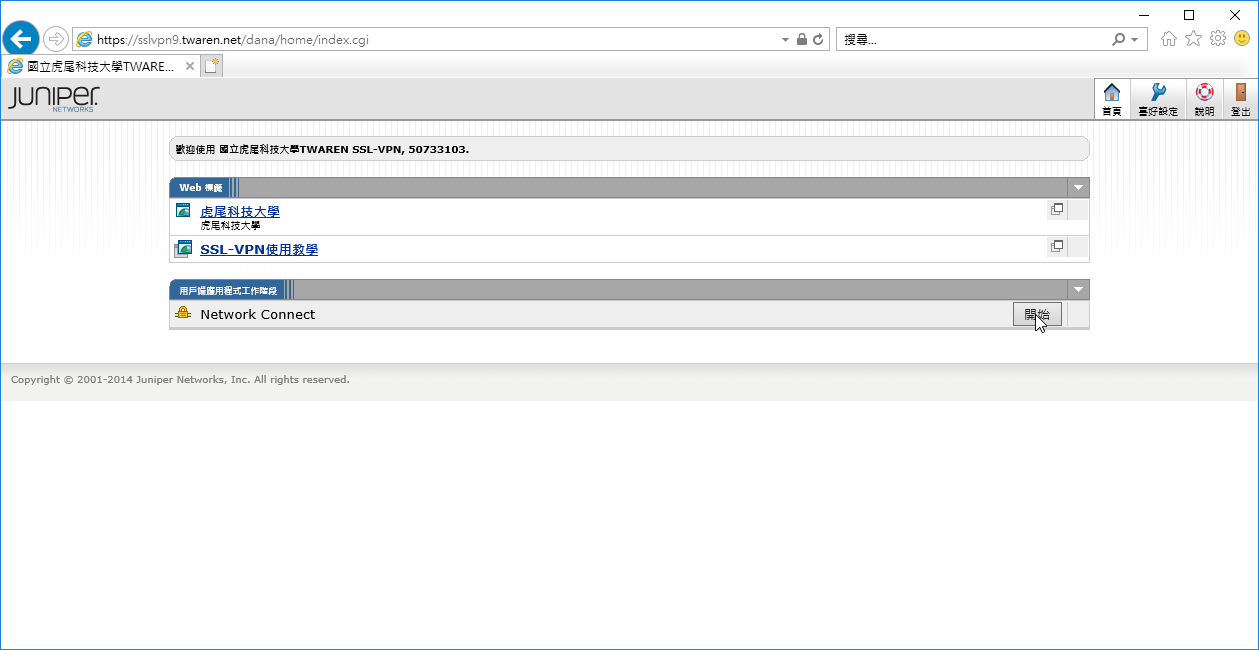 https://sslvpn9.twaren.net/dana/home/index.cgi
搜尋...
國立虎尾科技大學TWARE...
JUNIPER
NETWORKS
首頁
喜好設定
說明
登出
歡迎使用 國立虎尾科技大學TWAREN SSL-VPN, 50733103.
Web 標籤
虎尾科技大學
虎尾科技大學
SSL-VPN使用教學
用戶端應用程式工作階段
Network Connect
開始
Copyright © 2001-2014 Juniper Networks, Inc. All rights reserved.